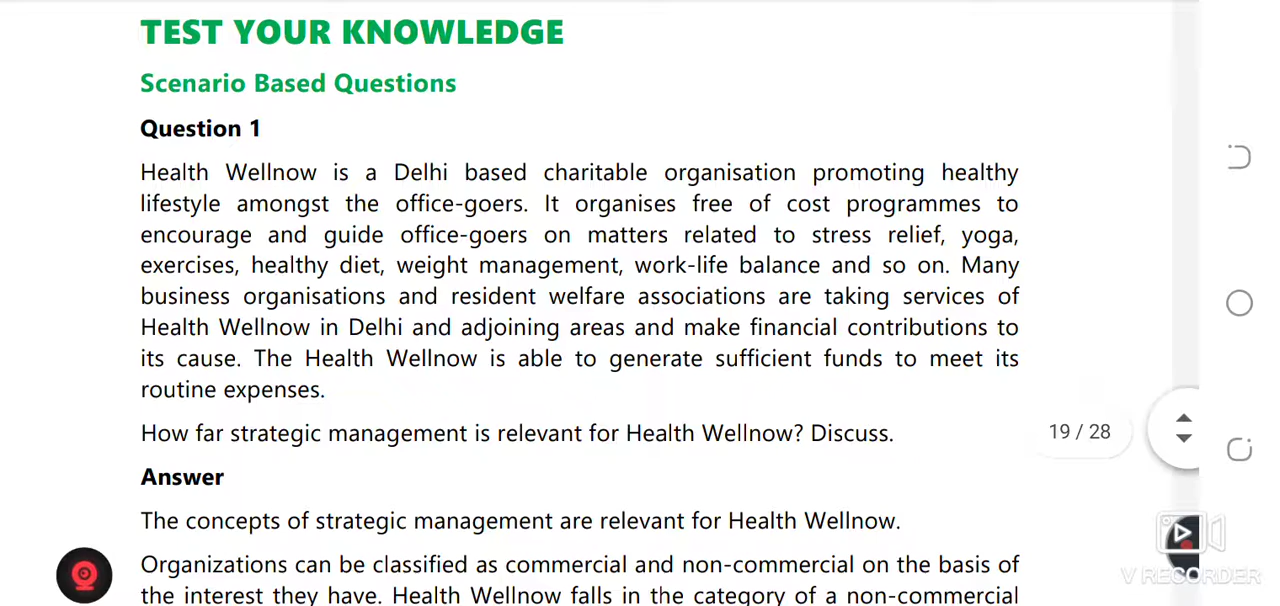 TEST YOUR KNOWLEDGE
Scenario Based Questions
Question 1
Health Wellnow is a Delhi based charitable organisation promoting healthy
lifestyle amongst the office-goers. It organises free of cost programmes to
encourage and guide office-goers on matters related to stress relief, yoga,
exercises, healthy diet, weight management, work-life balance and so on. Many
business organisations and resident welfare associations are taking services of
Health Wellnow in Delhi and adjoining areas and make financial contributions to
its cause. The Health Wellnow is able to generate sufficient funds to meet its
routine expenses.
How far strategic management is relevant for Health Wellnow? Discuss.
19 / 28
Answer
The concepts of strategic management are relevant for Health Wellnow.
Organizations can be classified as commercial and non-commercial on the basis of
the interest they have. Health Wellnow falls in the category of a non-commercial
V RECORDER